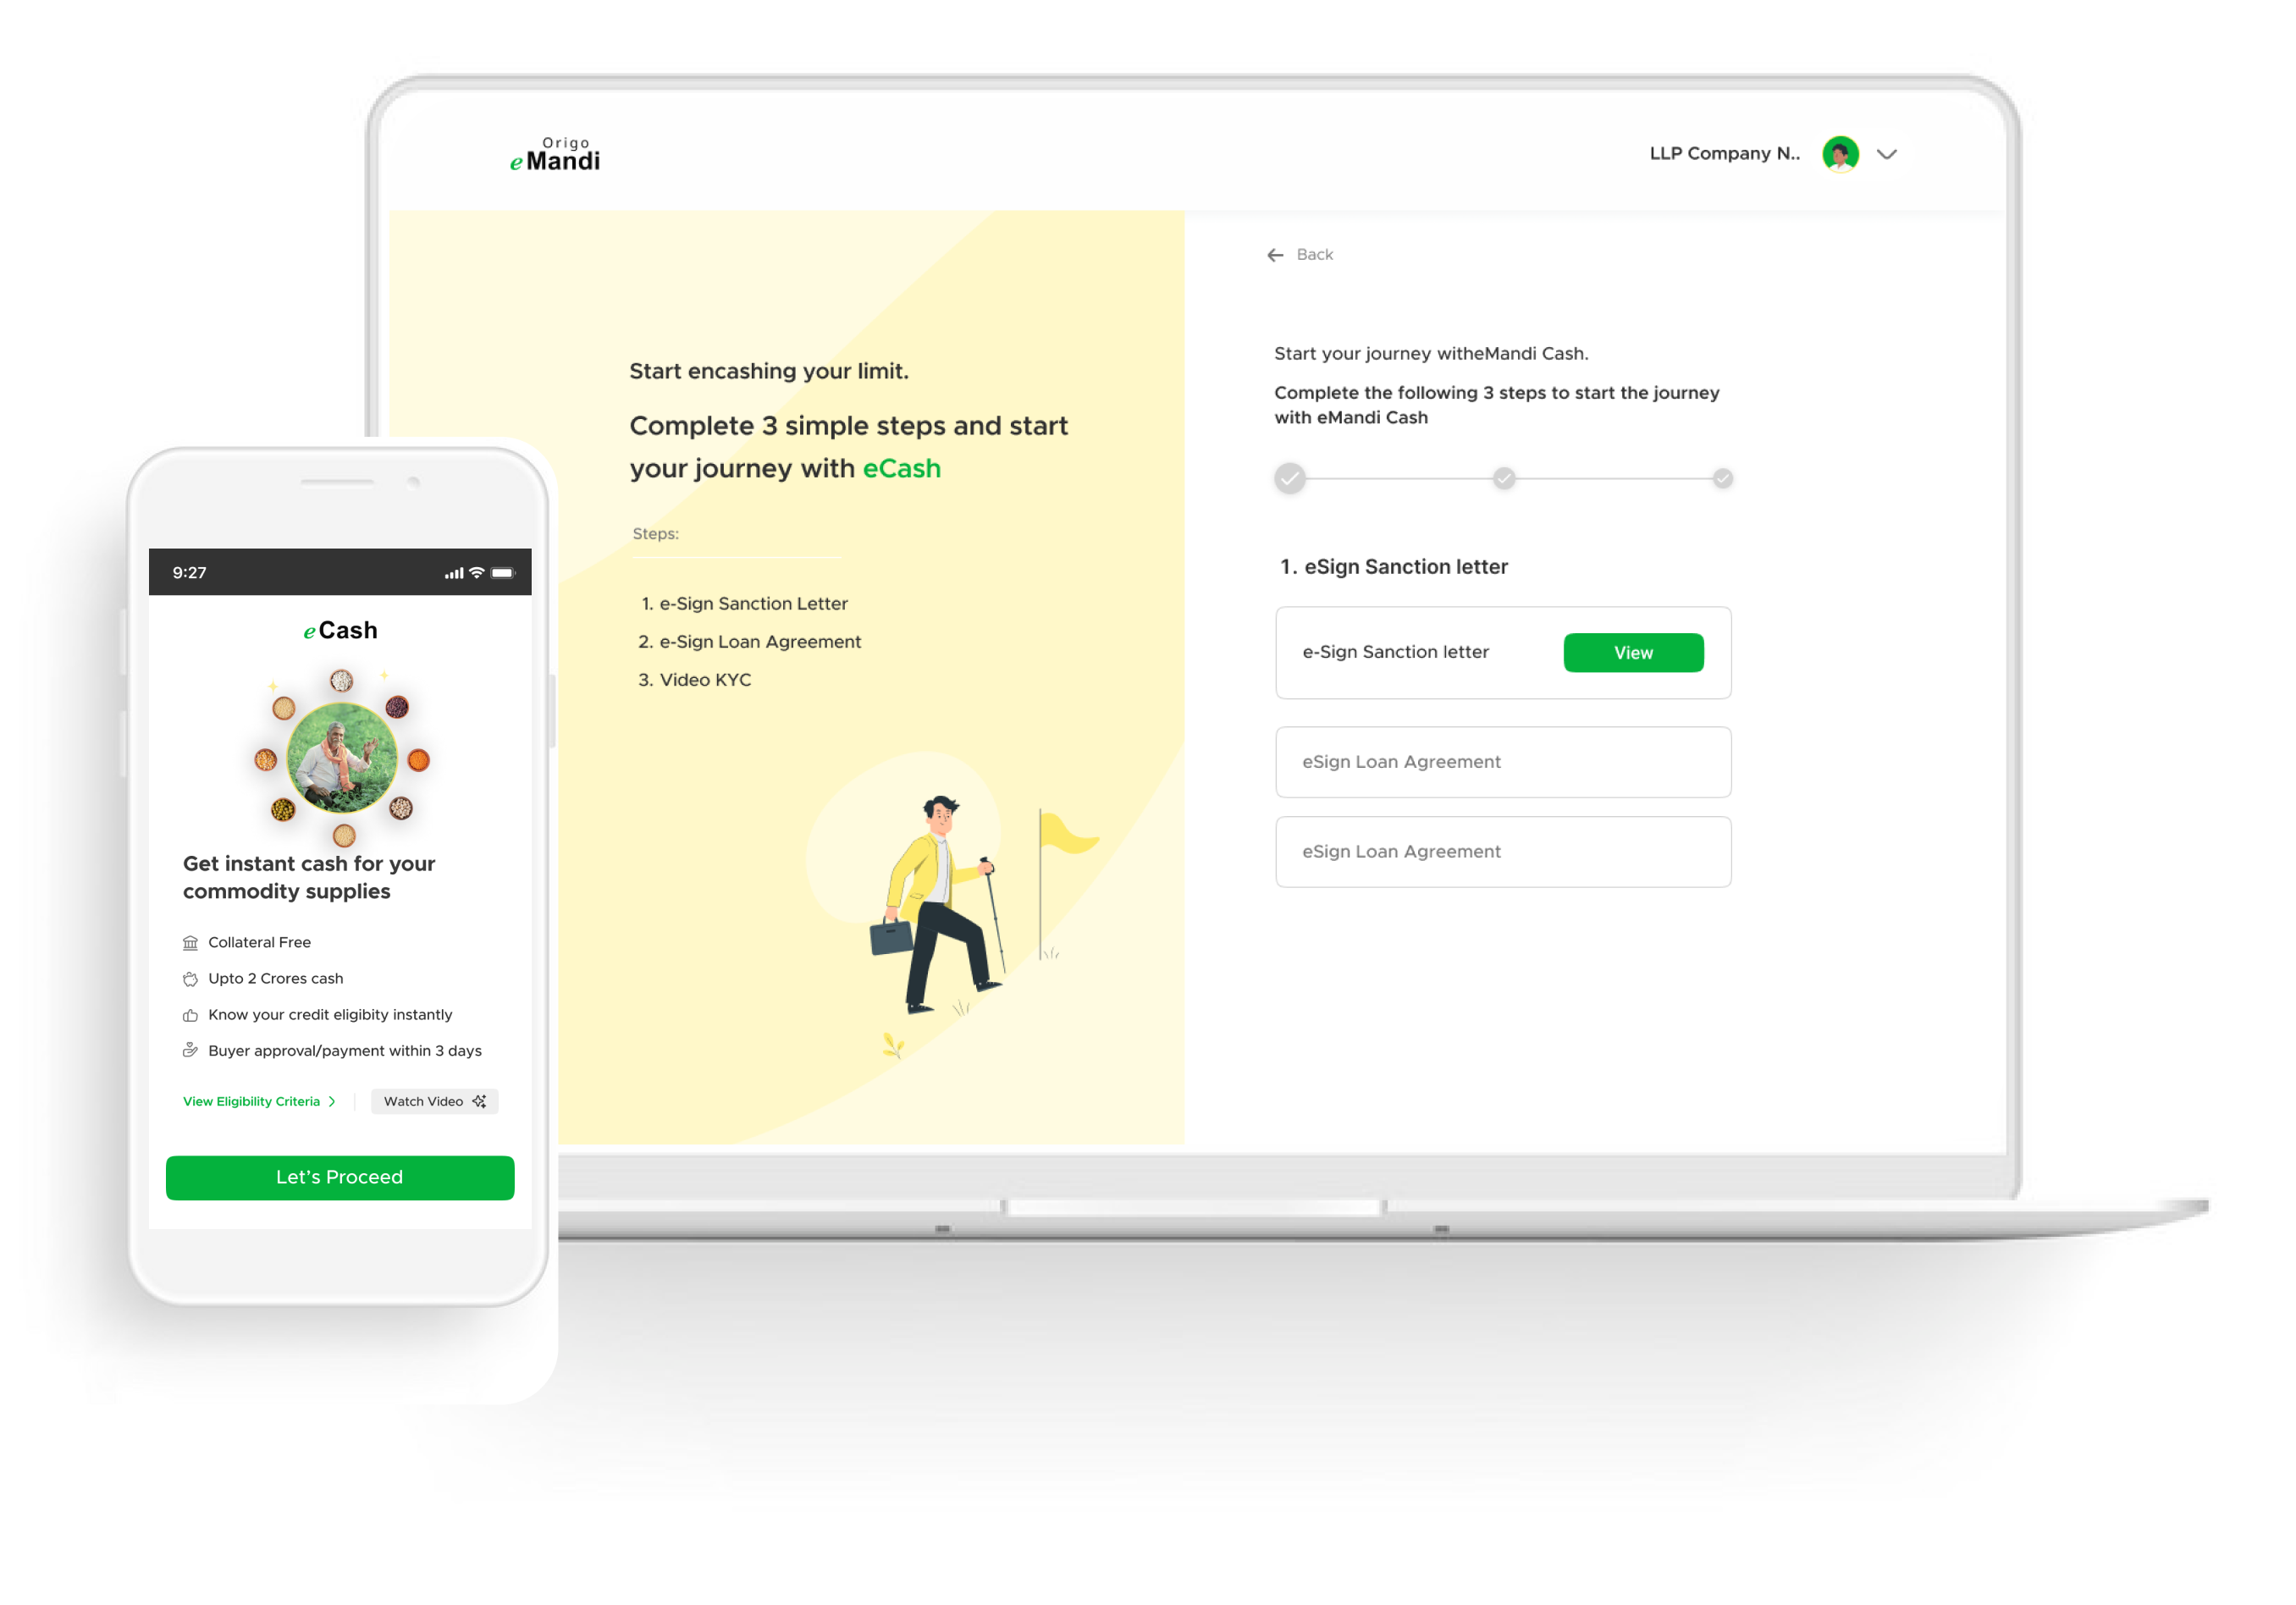 Origo
eMandi
LLP Company N..
Back
Start encashing your limit.
Complete 3 simple steps and start
your journey with eCash
Steps:
1. e-Sign Sanction Letter
2. e-Sign Loan Agreement
3. Video KYC
Start your journey witheMandi Cash.
Complete the following 3 steps to start the journey
with eMandi Cash
1. eSign Sanction letter
e-Sign Sanction letter
View
eSign Loan Agreement
eSign Loan Agreement
9:27
eCash
Get instant cash for your
commodity supplies
Collateral Free
Upto 2 Crores cash
Know your credit eligibity instantly
Buyer approval/payment within 3 days
View Eligibility Criteria
Watch Video
Let's Proceed